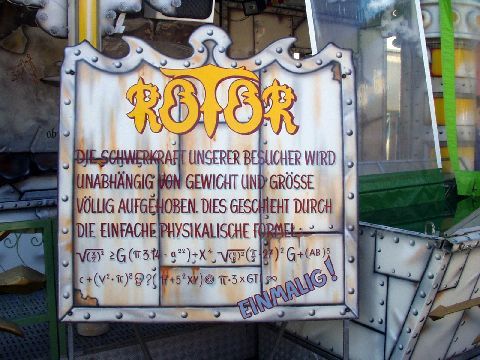 ROTOR
DIE SCHWERKRAFT UNSERER BESUCHER WIRD
UNABHÄNGIG VON GEWICHT UND GRÖSSE
VÖLLIG AUFGEHOBEN. DIES GESCHIEHT DURCH
DIE EINFACHE PHYSIKALISCHE FORMEL:
EINMALIG!